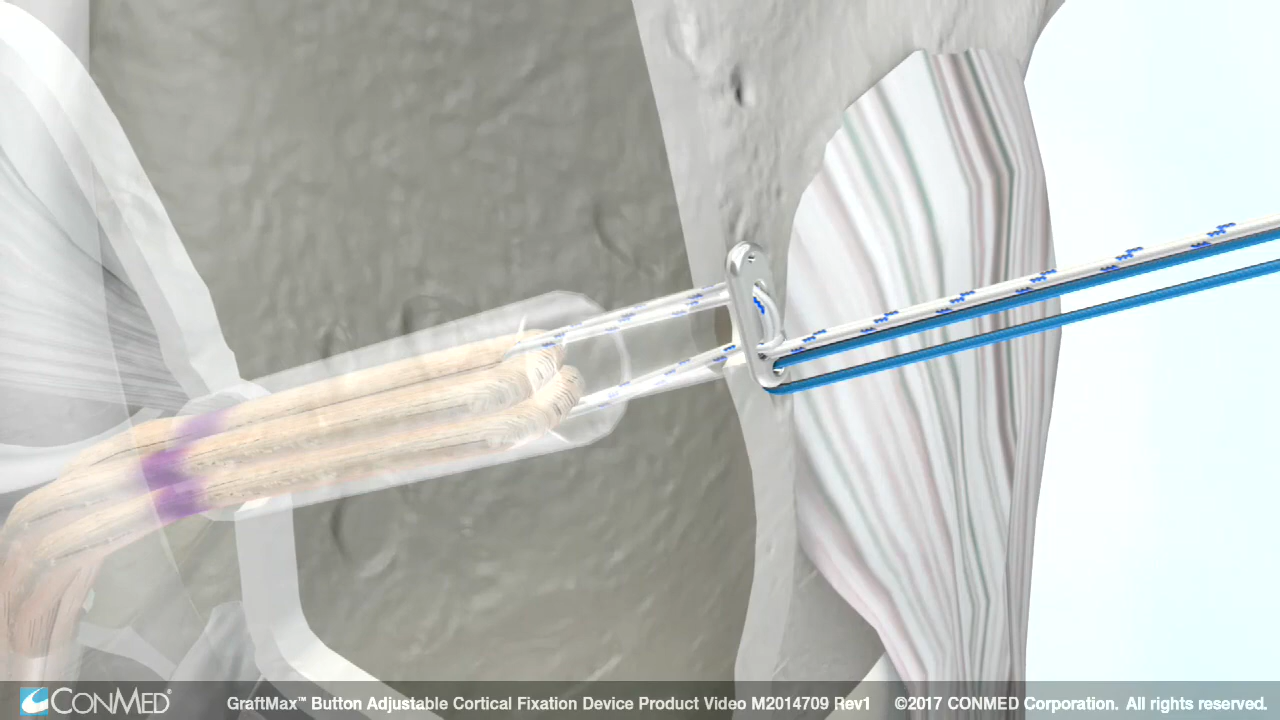 CONMED® GraftMax™ Button Adjustable Cortical Fixation Device Product Video M2014709 Rev1 ©2017 CONMED Corporation. All rights reserved.